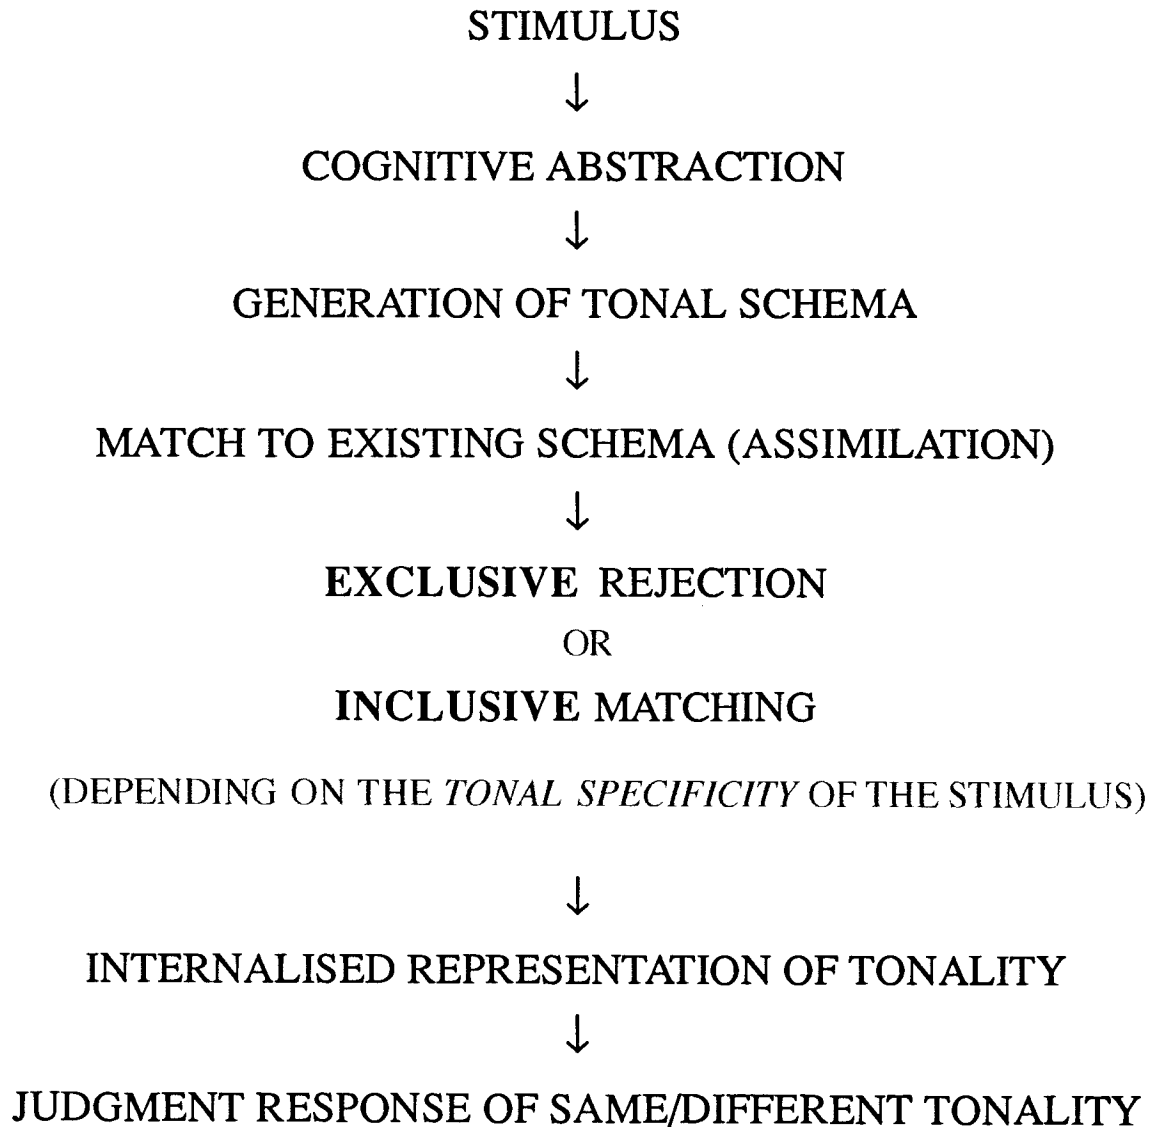 STIMULUS
↓
COGNITIVE ABSTRACTION
↓
GENERATION OF TONAL SCHEMA
↓
MATCH TO EXISTING SCHEMA (ASSIMILATION)
↓
EXCLUSIVE REJECTION
OR
INCLUSIVE MATCHING
(DEPENDING ON THE TONAL SPECIFICITY OF THE STIMULUS)
↓
INTERNALISED REPRESENTATION OF TONALITY
↓
JUDGMENT RESPONSE OF SAME/DIFFERENT TONALITY